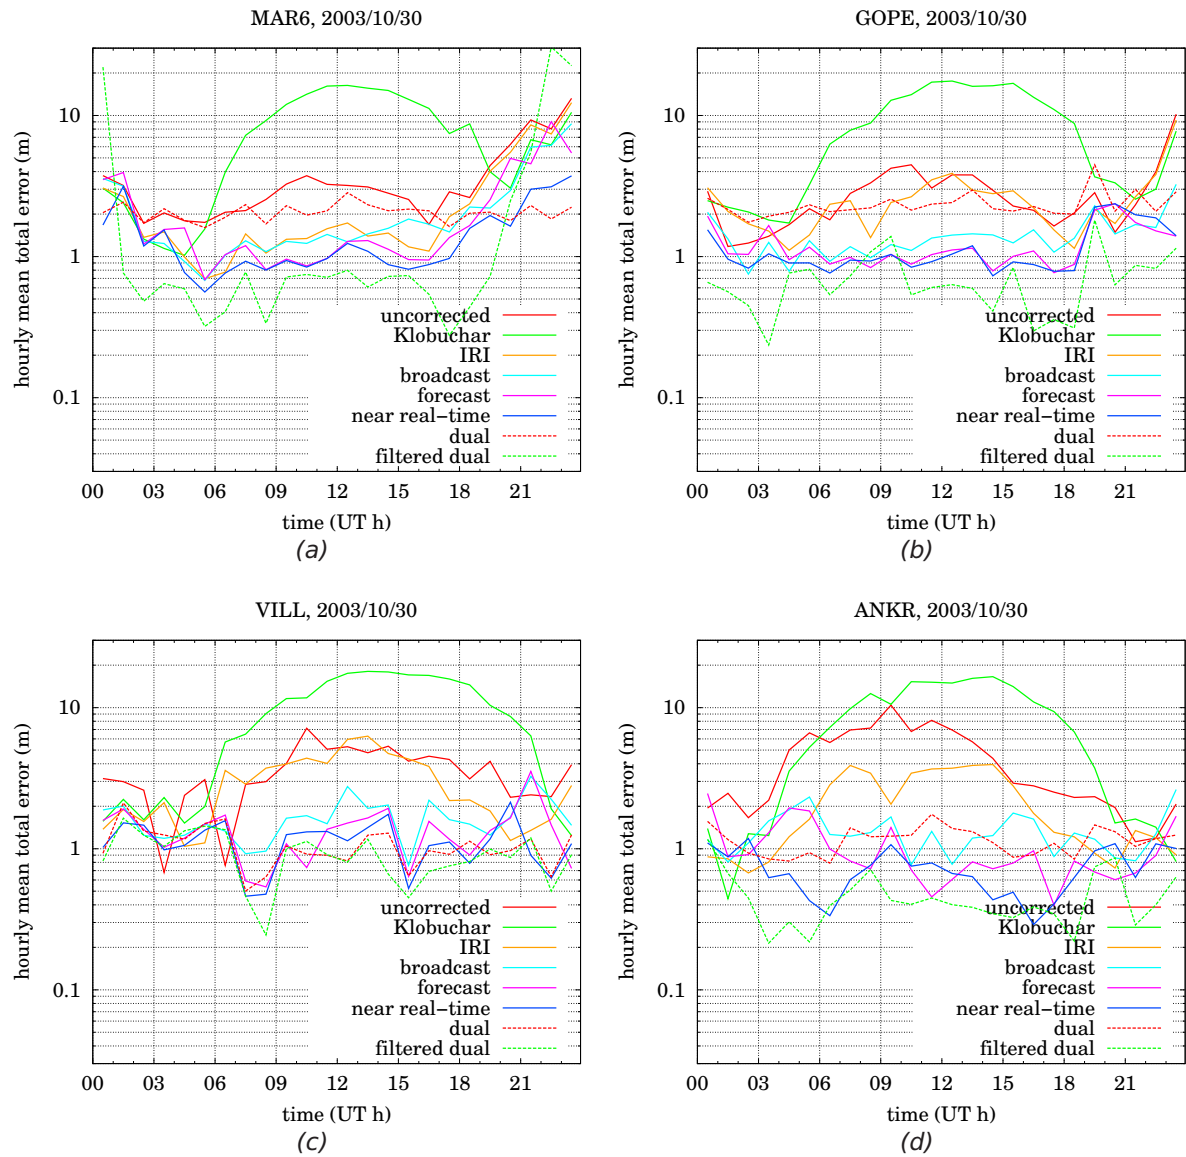 MAR6, 2003/10/30
hourly mean total error (m)
10
1
0.1
uncorrected
Klobuchar
IRI
broadcast
forecast
near real-time
dual
filtered dual
00 03 06 09 12 15 18 21
time (UT h)
(a)
GOPE, 2003/10/30
hourly mean total error (m)
10
1
0.1
uncorrected
Klobuchar
IRI
broadcast
forecast
near real-time
dual
filtered dual
00 03 06 09 12 15 18 21
time (UT h)
(b)
VILL, 2003/10/30
hourly mean total error (m)
10
1
0.1
uncorrected
Klobuchar
IRI
broadcast
forecast
near real-time
dual
filtered dual
00 03 06 09 12 15 18 21
time (UT h)
(c)
ANKR, 2003/10/30
hourly mean total error (m)
10
1
0.1
uncorrected
Klobuchar
IRI
broadcast
forecast
near real-time
dual
filtered dual
00 03 06 09 12 15 18 21
time (UT h)
(d)